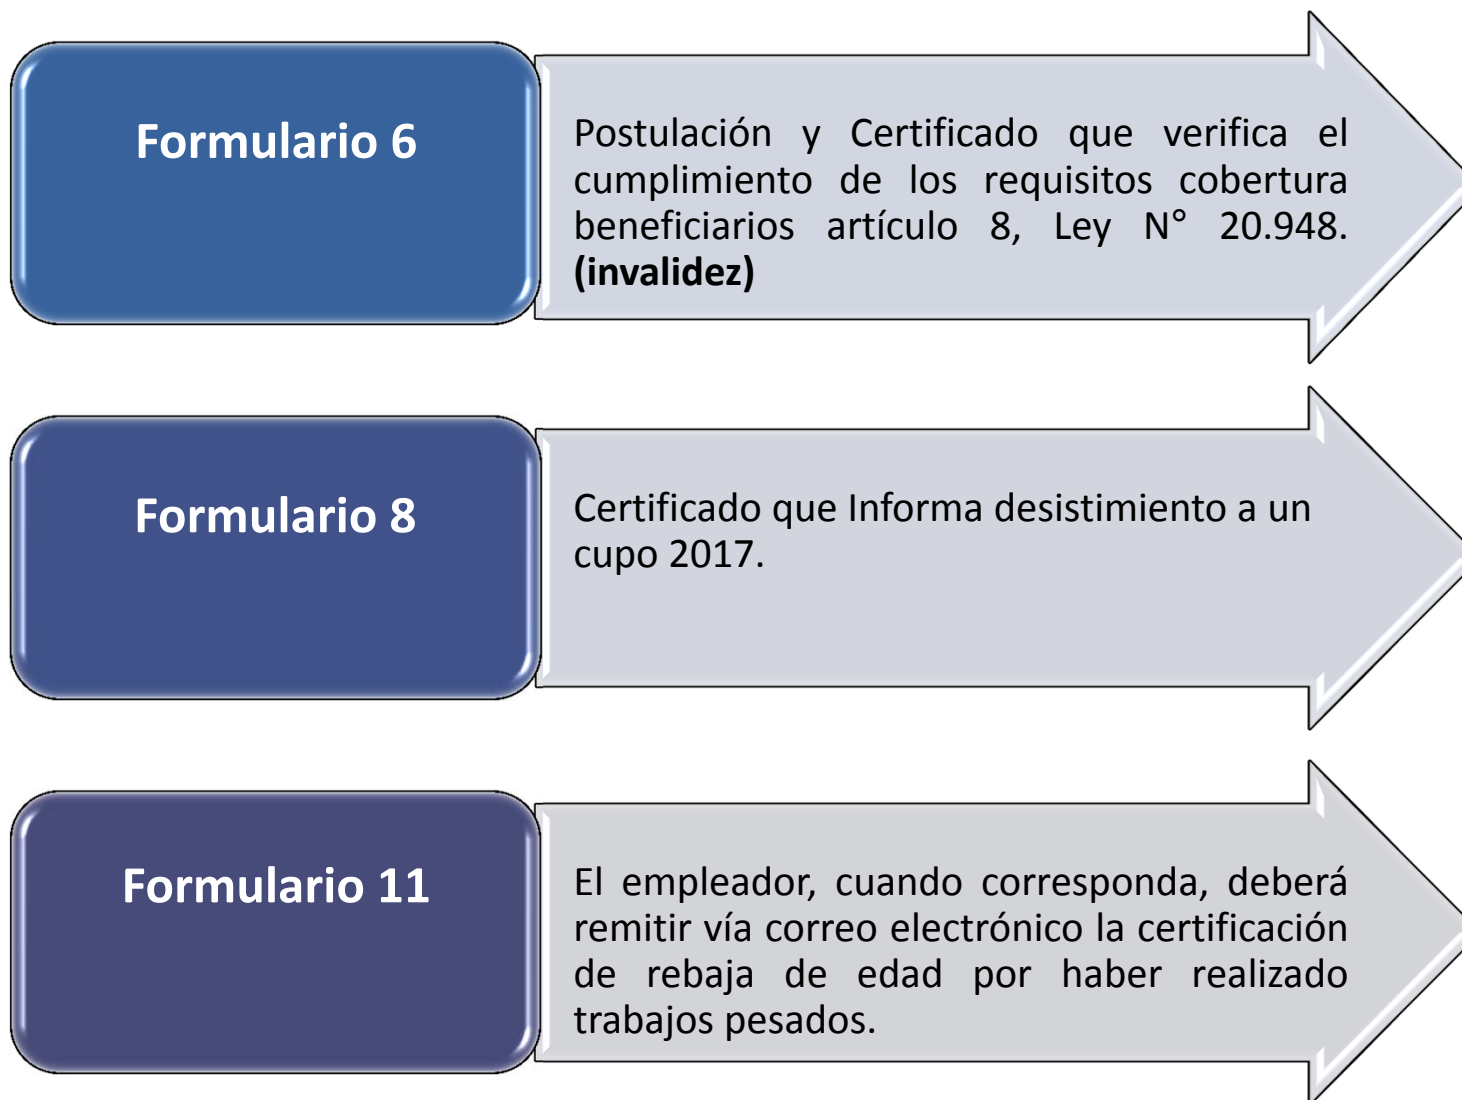 Formulario 6
Postulación y Certificado que verifica el
cumplimiento de los requisitos cobertura
beneficiarios artículo 8, Ley N° 20.948.
(invalidez)
Formulario 8
Certificado que Informa desistimiento a un
cupo 2017.
Formulario 11
El empleador, cuando corresponda, deberá
remitir vía correo electrónico la certificación
de rebaja de edad por haber realizado
trabajos pesados.